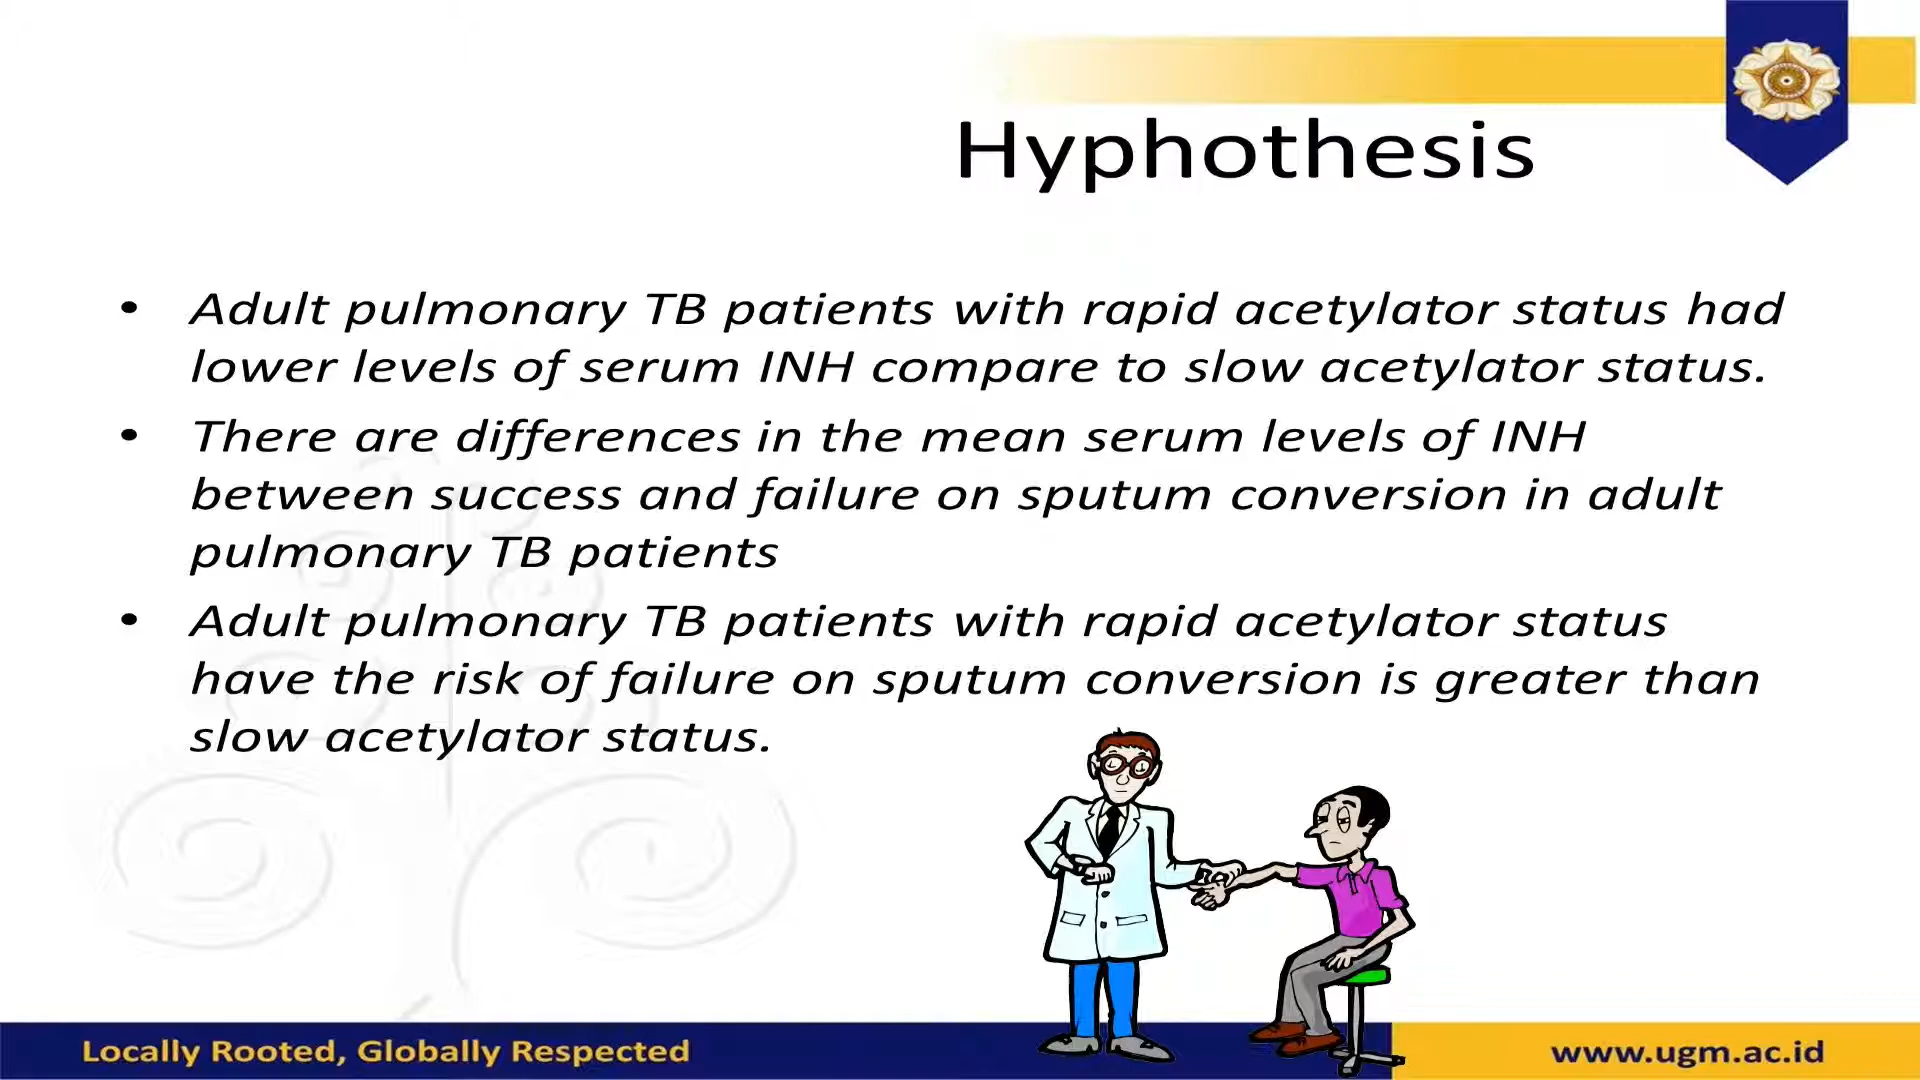 Hyphothesis
• Adult pulmonary TB patients with rapid acetylator status had
lower levels of serum INH compare to slow acetylator status.
• There are differences in the mean serum levels of INH
between success and failure on sputum conversion in adult
pulmonary TB patients
• Adult pulmonary TB patients with rapid acetylator status
have the risk of failure on sputum conversion is greater than
slow acetylator status.
Locally Rooted, Globally Respected
www.ugm.ac.id